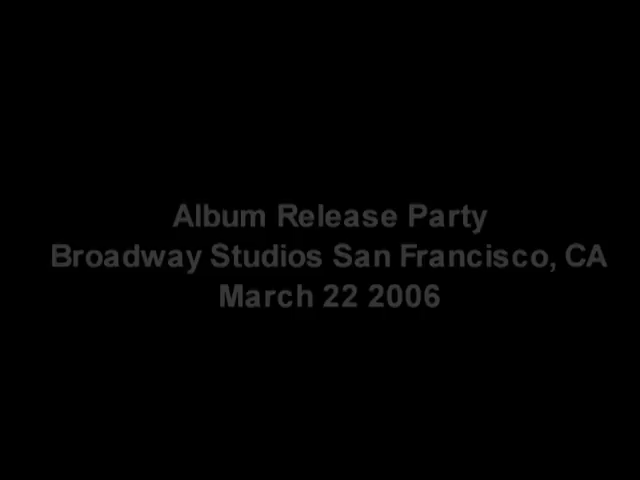 Album Release Party
Broadway Studios San Francisco, CA
March 22 2006